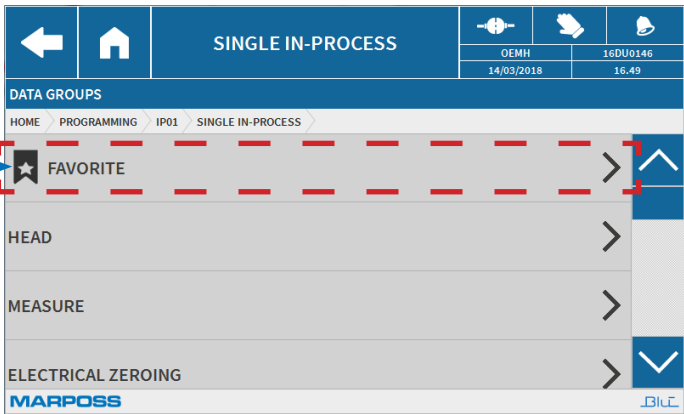 SINGLE IN-PROCESS
OEMH 16DU0146
14/03/2018 16.49
DATA GROUPS
HOME PROGRAMMING IP01 SINGLE IN-PROCESS
FAVORITE
HEAD
MEASURE
ELECTRICAL ZEROING
MARPOSS BLÚ